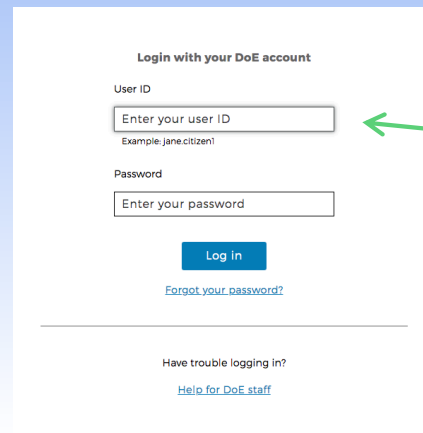 Login with your DoE account
User ID
Enter your user ID
Example: jane.citizen1
Password
Enter your password
Log in
Forgot your password?
Have trouble logging in?
Help for DoE staff